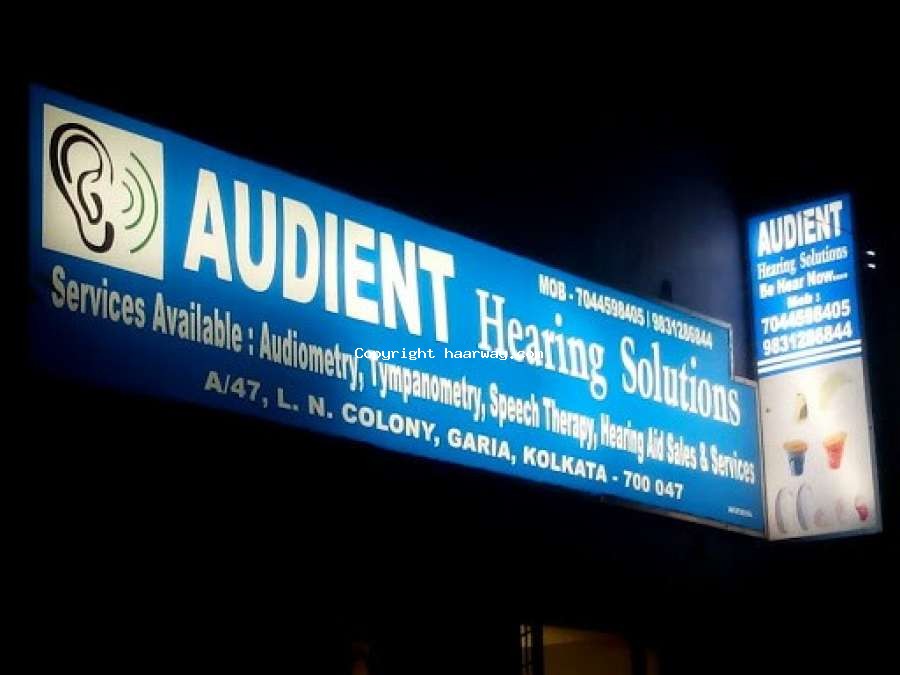 AUDIENT Hearing Solutions
MOB - 7044598405 | 9831286844
Services Available : Audiometry, Tympanometry, Speech Therapy, Hearing Aid Sales & Services
A/47, L. N. COLONY, GARIA, KOLKATA - 700 047
AUDIENT
Hearing Solutions
Be Hear Now....
Mob :
7044598405
9831286844
Copyright haarway.com